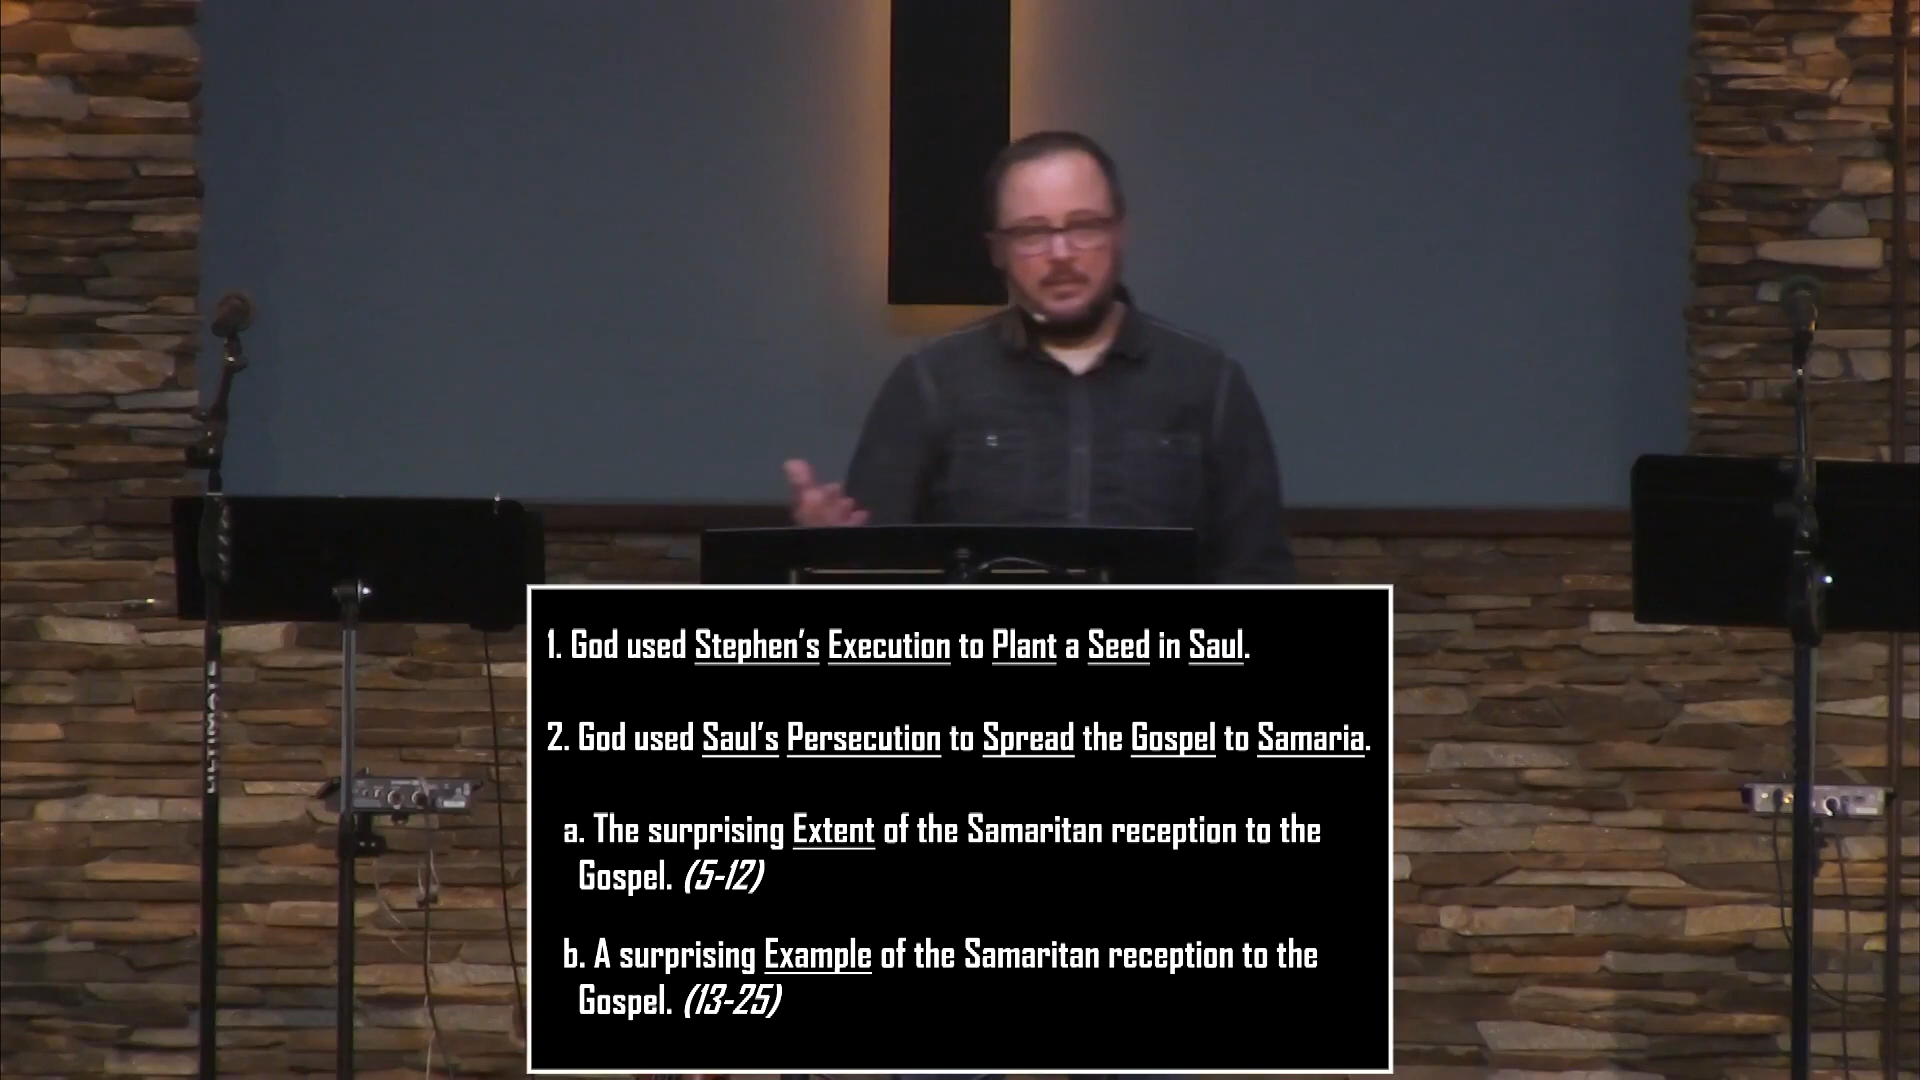 1. God used Stephen's Execution to Plant a Seed in Saul.
2. God used Saul's Persecution to Spread the Gospel to Samaria.
a. The surprising Extent of the Samaritan reception to the
Gospel. (5-12)
b. A surprising Example of the Samaritan reception to the
Gospel. (13-25)
ULTIMATE